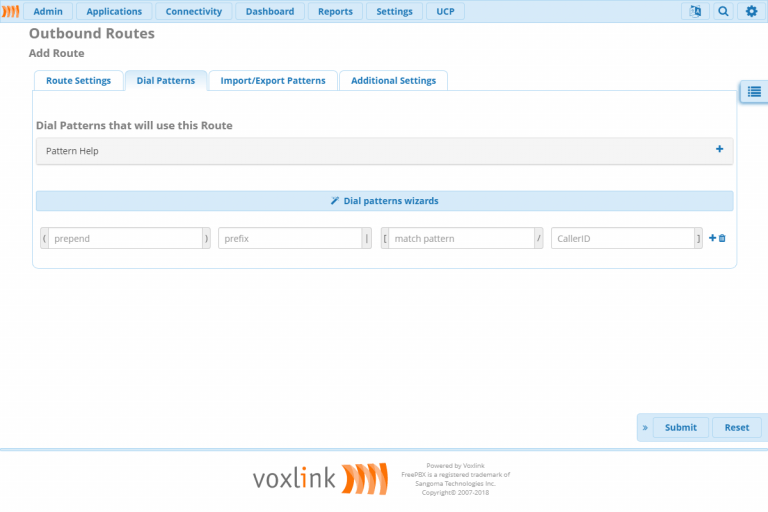 Admin Applications Connectivity Dashboard Reports Settings UCP
Outbound Routes
Add Route
Route Settings Dial Patterns Import/Export Patterns Additional Settings
Dial Patterns that will use this Route
Pattern Help +
Dial patterns wizards
( prepend ) prefix | [ match pattern / CallerID ] +
» Submit Reset
voxlink
Powered by Voxlink
FreePBX is a registered trademark of
Sangoma Technologies Inc.
Copyright© 2007-2018